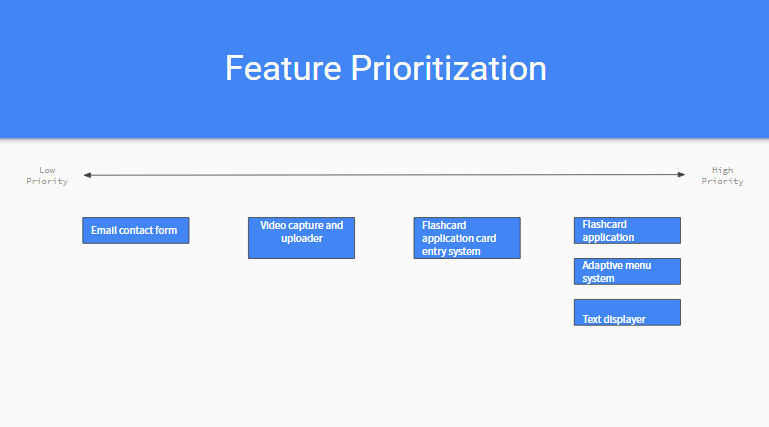 Feature Prioritization
Low
Priority
High
Priority
Email contact form
Video capture and
uploader
Flashcard
application card
entry system
Flashcard
application
Adaptive menu
system
Text displayer